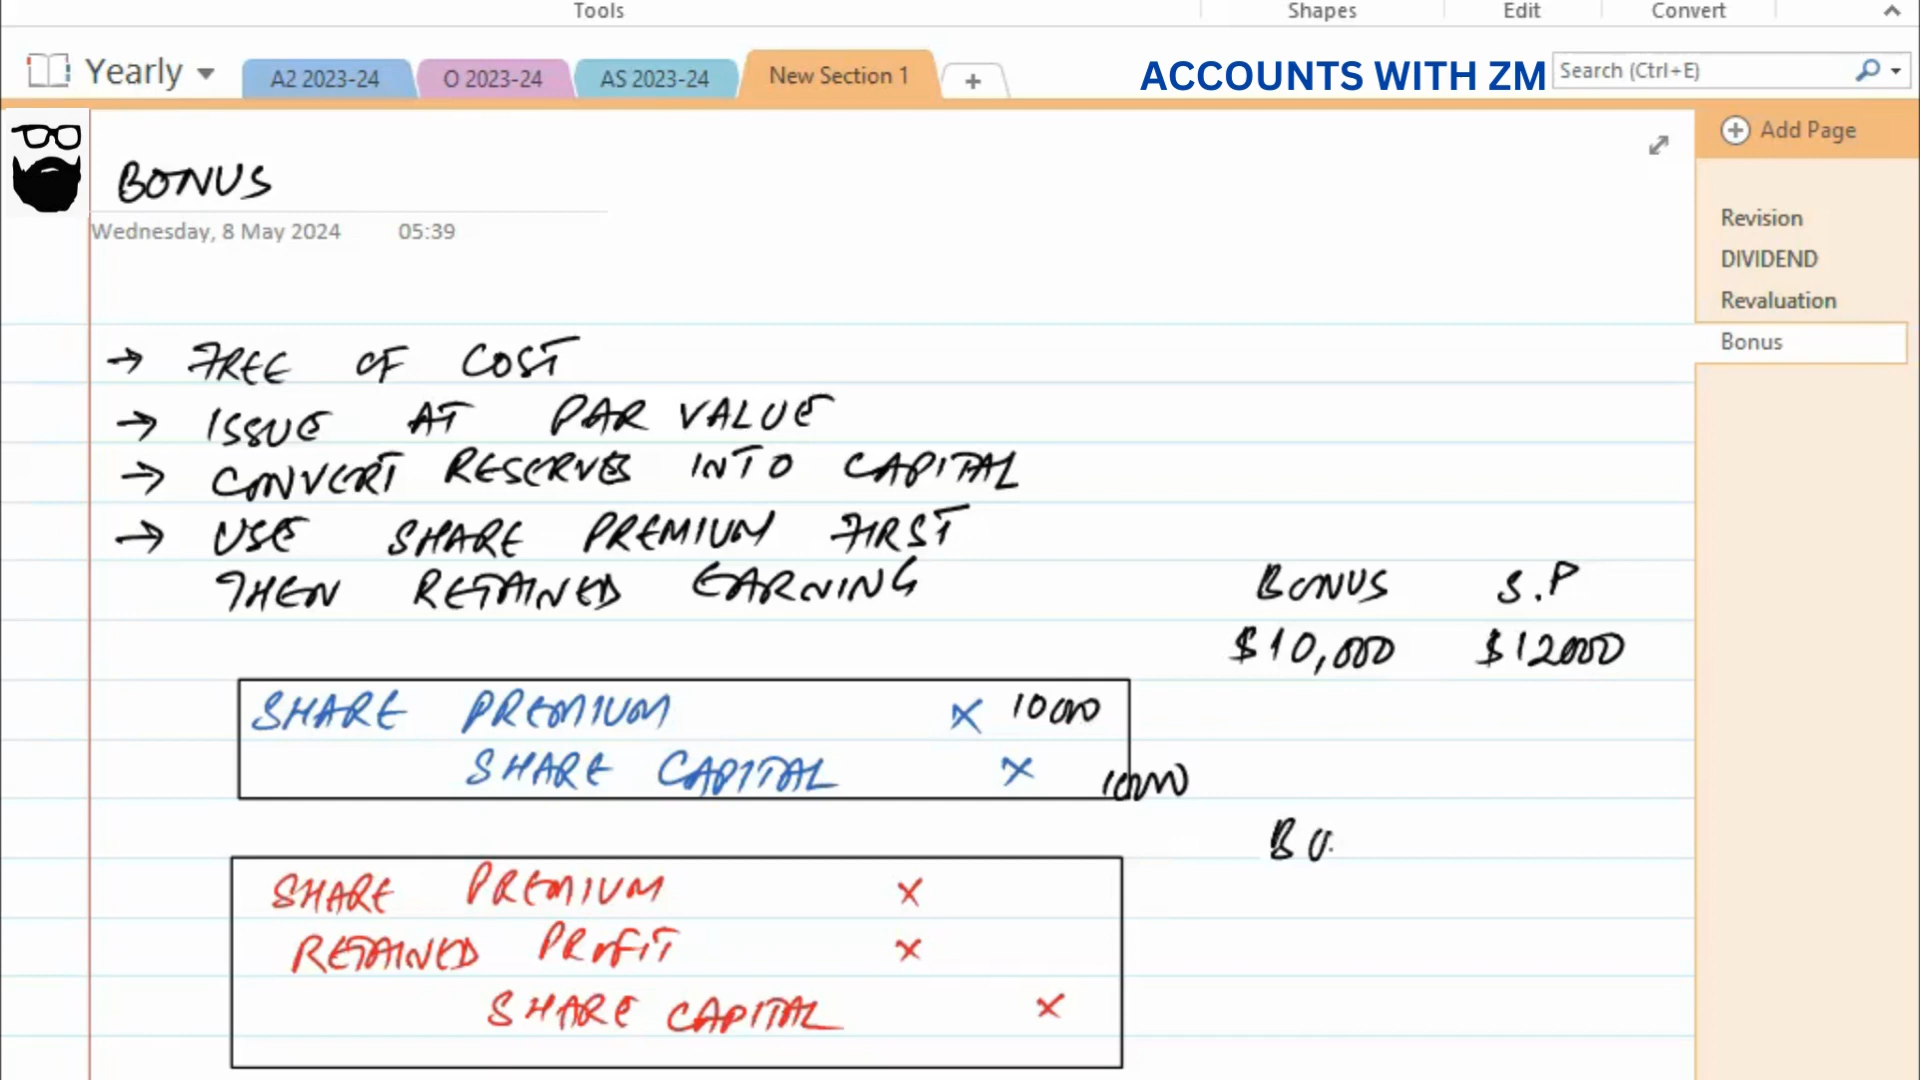 Tools Shapes Edit Convert
Yearly A2 2023-24 O 2023-24 AS 2023-24 New Section 1 + ACCOUNTS WITH ZM Search (Ctrl+E)
Add Page
BONUS
Wednesday, 8 May 2024 05:39
Revision
DIVIDEND
Revaluation
Bonus
→ FREE OF COST
→ ISSUE AT PAR VALUE
→ CONVERT RESERVES INTO CAPITAL
→ USE SHARE PREMIUM FIRST
THEN RETAINED EARNING
BONUS S.P
$10,000 $12000
SHARE PREMIUM X
SHARE CAPITAL X
BO
SHARE PREMIUM X
RETAINED PROFIT X
SHARE CAPITAL X